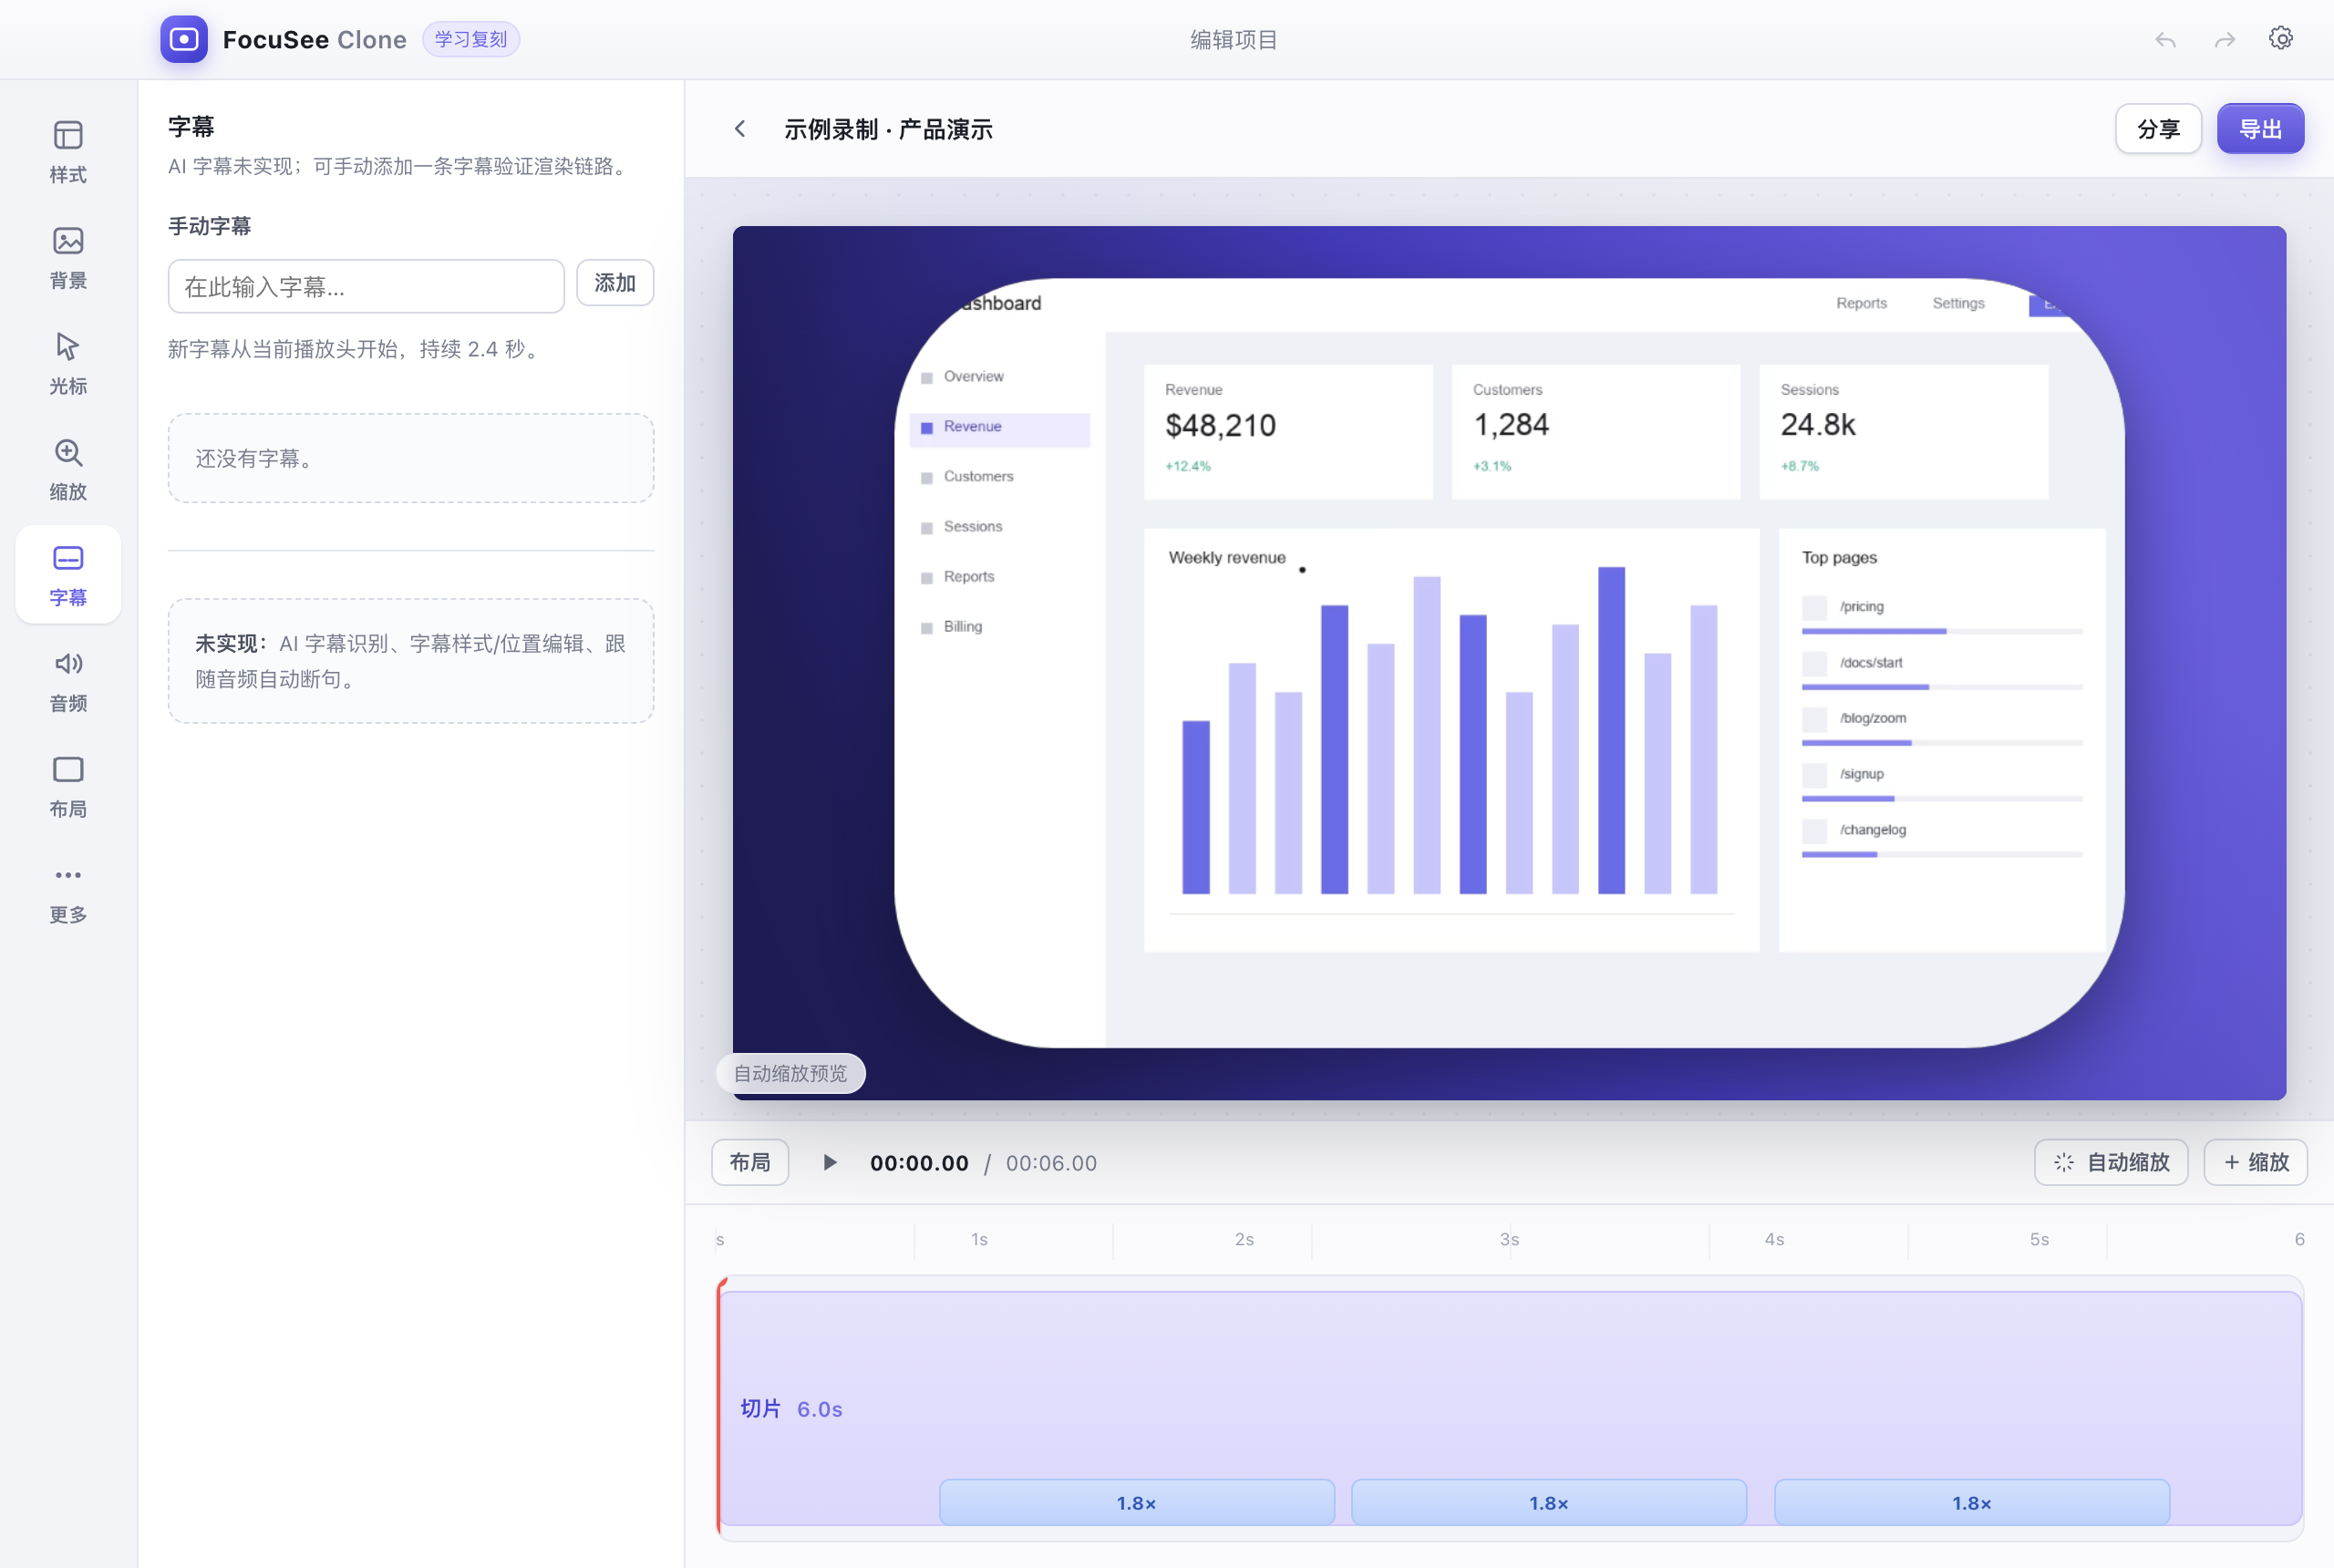 FocuSee Clone 学习复刻
编辑项目
样式
背景
光标
缩放
字幕
音频
布局
更多
字幕
AI 字幕未实现；可手动添加一条字幕验证渲染链路。
手动字幕
在此输入字幕...
添加
新字幕从当前播放头开始，持续 2.4 秒。
还没有字幕。
未实现：AI 字幕识别、字幕样式/位置编辑、跟
随音频自动断句。
示例录制 · 产品演示
分享
导出
ashboard
Reports
Settings
Overview
Revenue
Customers
Sessions
Reports
Billing
Revenue
$48,210
+12.4%
Customers
1,284
+3.1%
Sessions
24.8k
+8.7%
Weekly revenue
Top pages
/pricing
/docs/start
/blog/zoom
/signup
/changelog
自动缩放预览
布局
00:00.00 / 00:06.00
自动缩放
+ 缩放
s
1s
2s
3s
4s
5s
6
切片 6.0s
1.8×
1.8×
1.8×